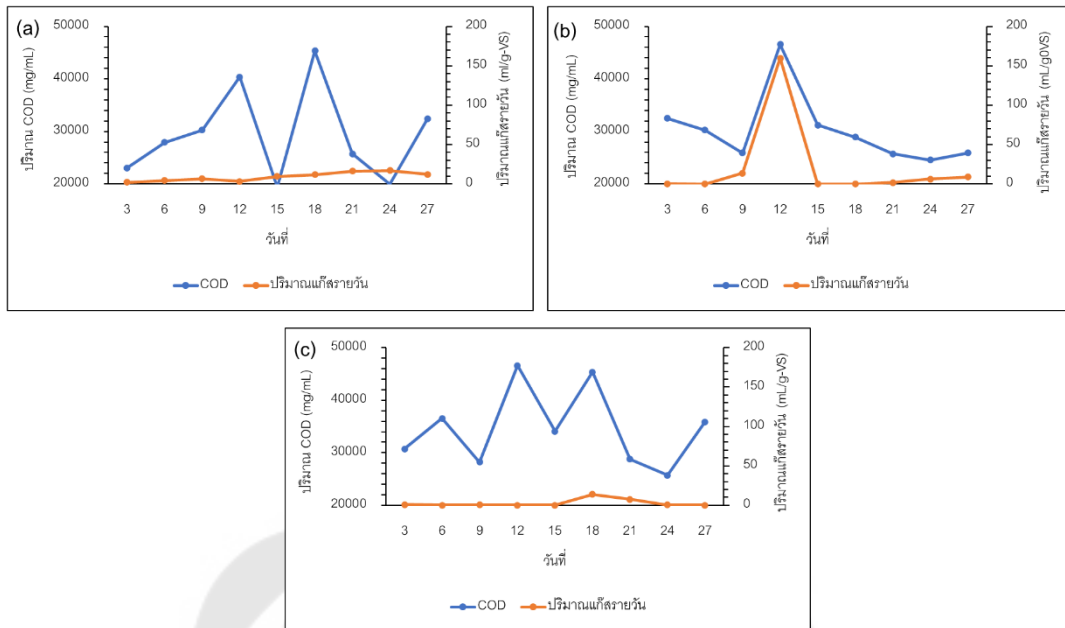 (a)
ปริมาณ COD (mg/mL)
50000
40000
30000
20000
200
150
100
50
0
ปริมาณแก๊สรายวัน (ml/g-VS)
3 6 9 12 15 18 21 24 27
วันที่
COD ปริมาณแก๊สรายวัน
(b)
ปริมาณ COD (mg/mL)
50000
40000
30000
20000
200
150
100
50
0
ปริมาณแก๊สรายวัน (mL/g0VS)
3 6 9 12 15 18 21 24 27
วันที่
COD ปริมาณแก๊สรายวัน
(c)
ปริมาณ COD (mg/mL)
50000
40000
30000
20000
200
150
100
50
0
ปริมาณแก๊สรายวัน (mL/g-VS)
3 6 9 12 15 18 21 24 27
วันที่
COD ปริมาณแก๊สรายวัน